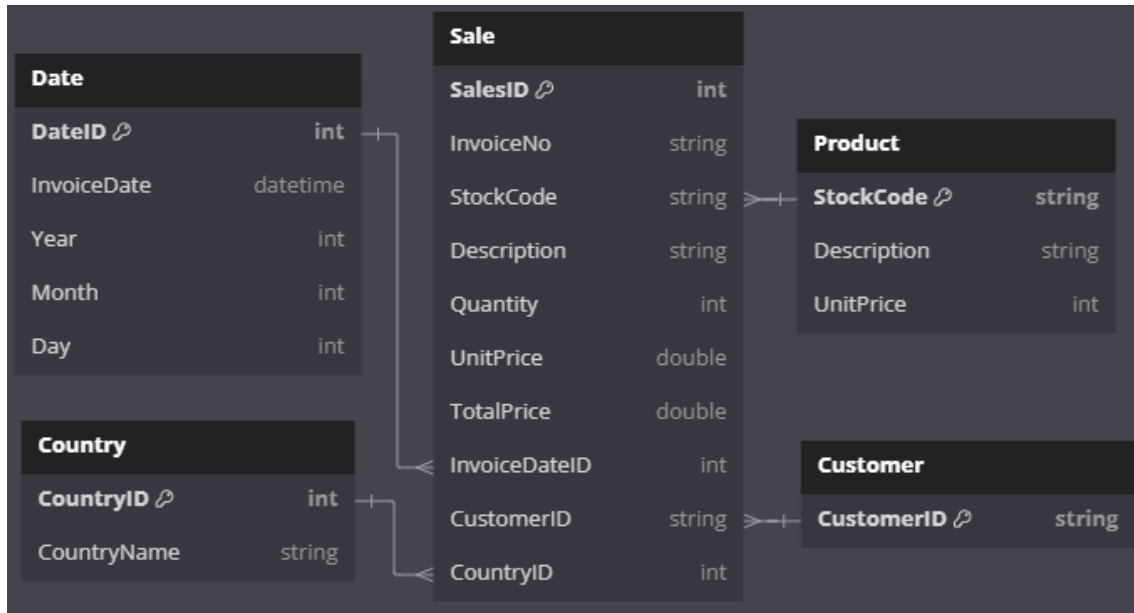 Date
DateID int
InvoiceDate datetime
Year int
Month int
Day int
Country
CountryID int
CountryName string
Sale
SalesID int
InvoiceNo string
StockCode string
Description string
Quantity int
UnitPrice double
TotalPrice double
InvoiceDateID int
CustomerID string
CountryID int
Product
StockCode string
Description string
UnitPrice int
Customer
CustomerID string